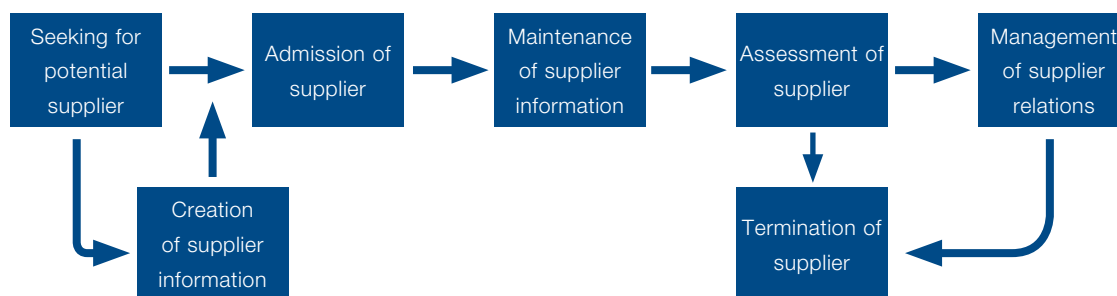 Seeking for
potential
supplier
Admission of
supplier
Maintenance
of supplier
information
Assessment of
supplier
Management
of supplier
relations
Creation
of supplier
information
Termination of
supplier